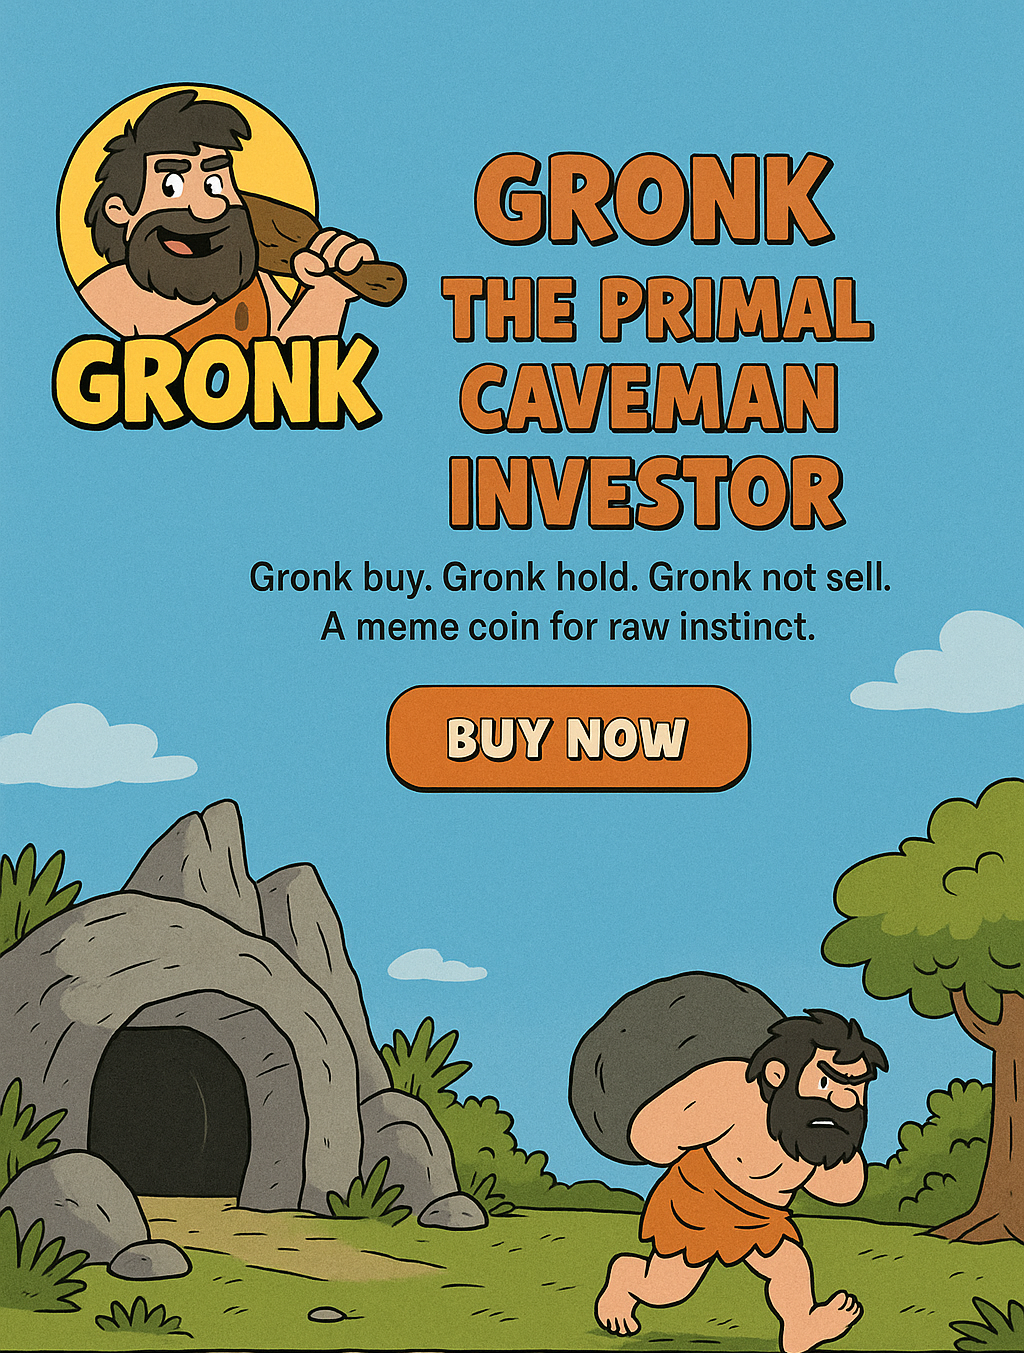 GRONK
GRONK
THE PRIMAL
CAVEMAN
INVESTOR
Gronk buy. Gronk hold. Gronk not sell.
A meme coin for raw instinct.
BUY NOW